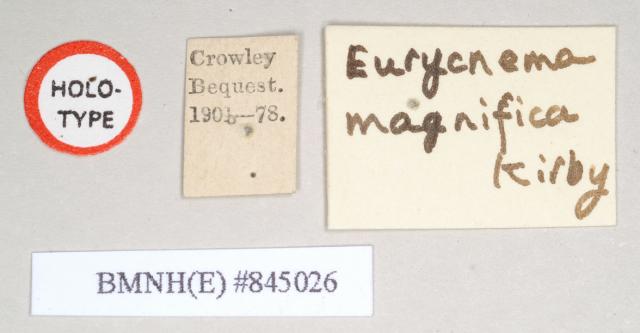 HOLO-
TYPE
Crowley
Bequest.
1901—78.
Eurycnema
magnifica
Kirby
BMNH(E) #845026